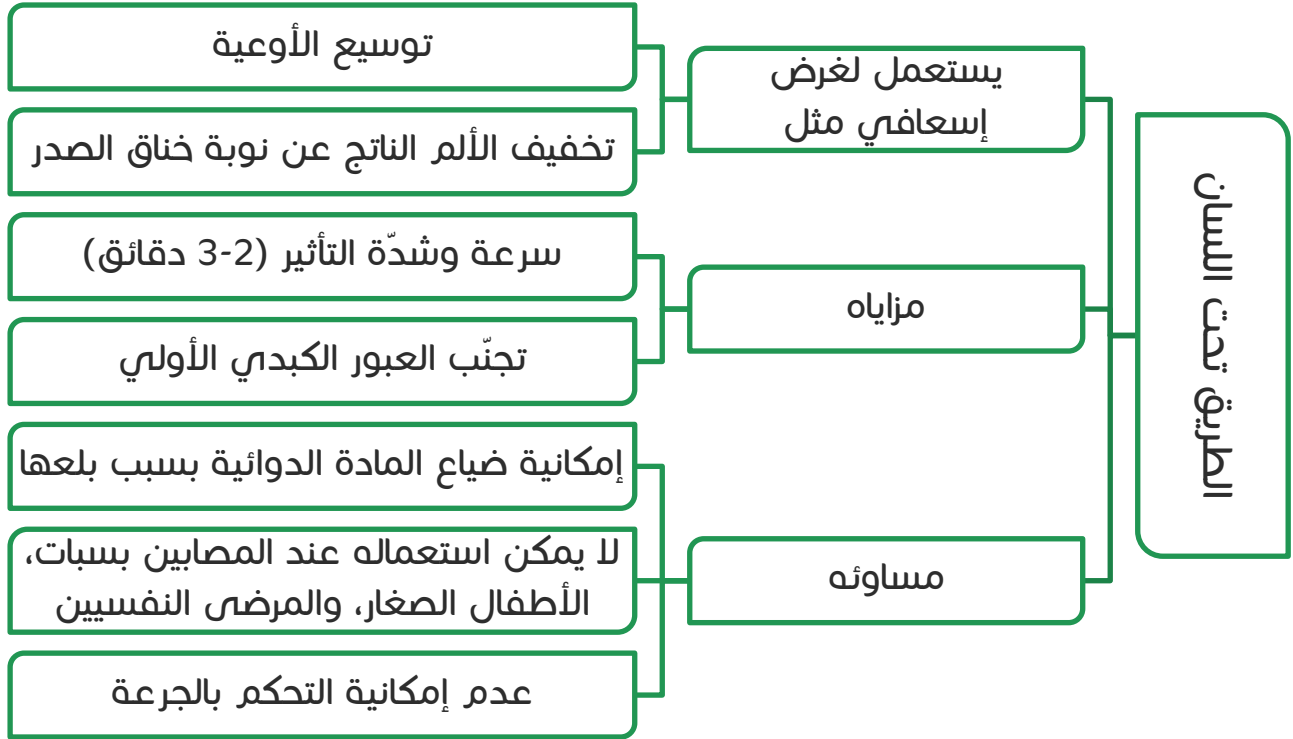 الطريق تحت اللسان
يستعمل لغرض
إسعافي مثل
توسيع الأوعية
تخفيف الألم الناتج عن نوبة خناق الصدر
مزاياه
سرعة وشدّة التأثير (2-3 دقائق)
تجنّب العبور الكبدي الأولي
مساوئه
إمكانية ضياع المادة الدوائية بسبب بلعها
لا يمكن استعماله عند المصابين بسبات،
الأطفال الصغار، والمرضى النفسيين
عدم إمكانية التحكم بالجرعة